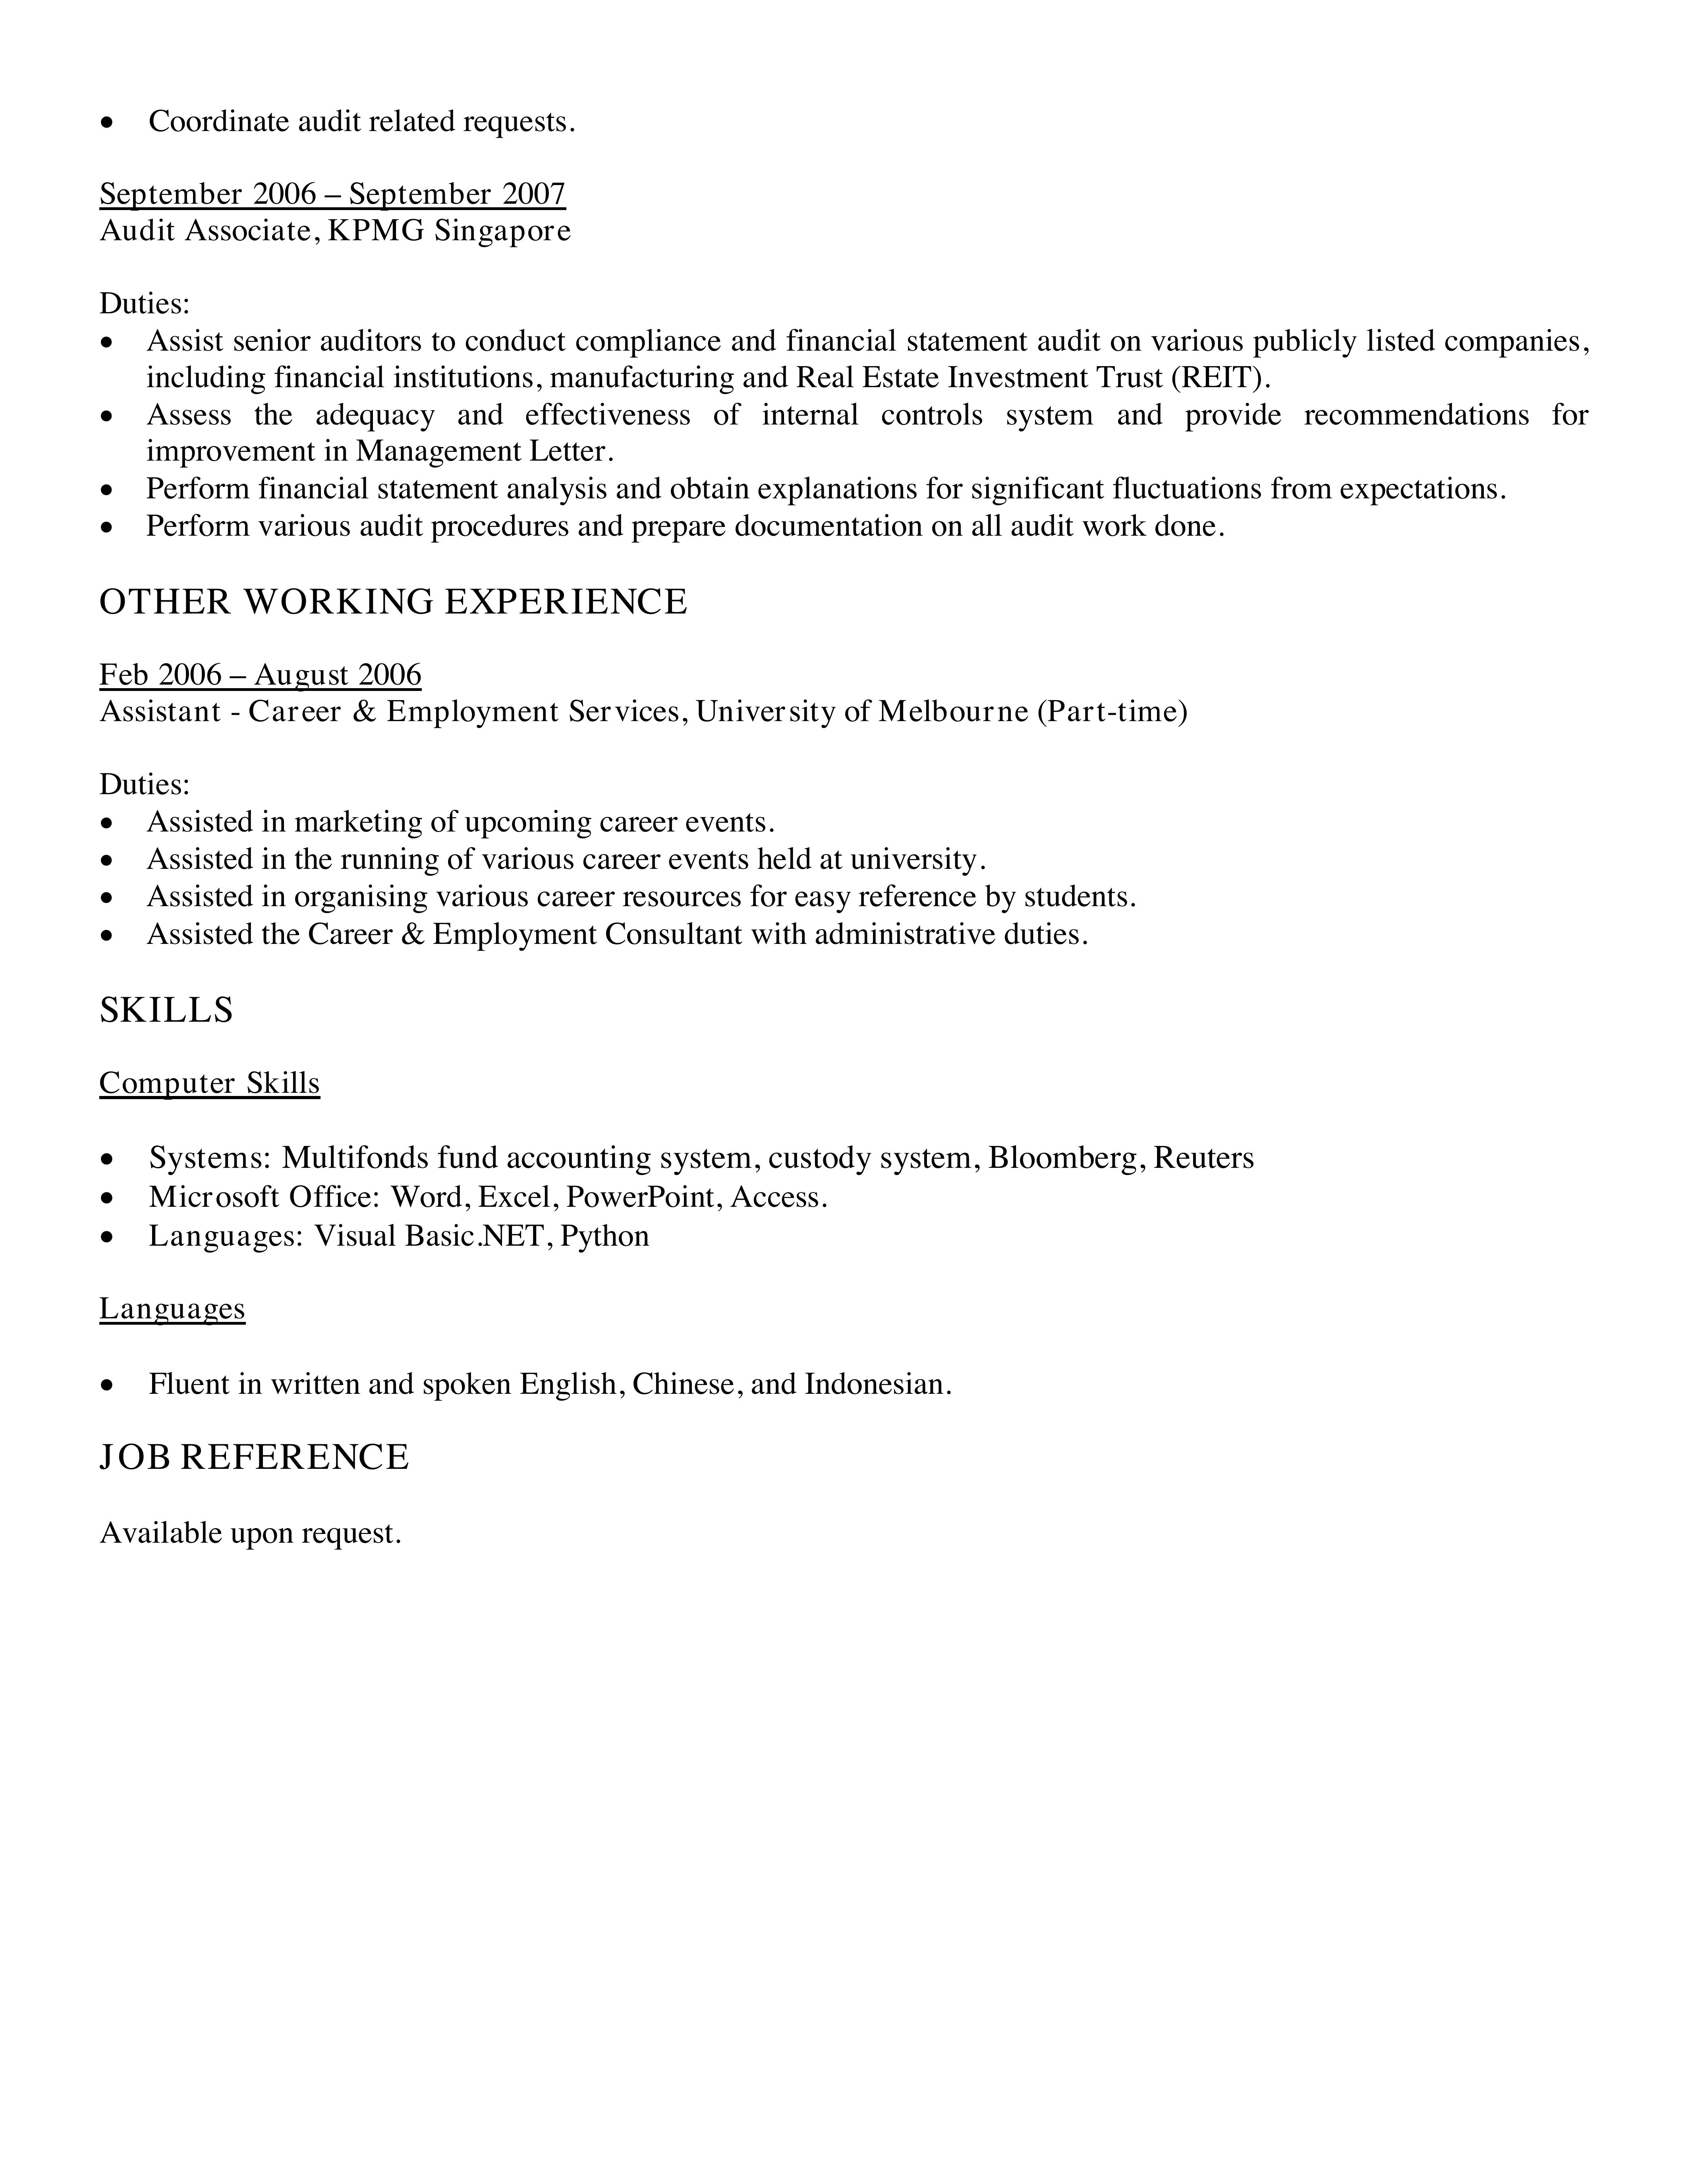 • Coordinate audit related requests.
September 2006 – September 2007
Audit Associate, KPMG Singapore
Duties:
• Assist senior auditors to conduct compliance and financial statement audit on various publicly listed companies,
including financial institutions, manufacturing and Real Estate Investment Trust (REIT).
• Assess the adequacy and effectiveness of internal controls system and provide recommendations for
improvement in Management Letter.
• Perform financial statement analysis and obtain explanations for significant fluctuations from expectations.
• Perform various audit procedures and prepare documentation on all audit work done.
OTHER WORKING EXPERIENCE
Feb 2006 – August 2006
Assistant - Career & Employment Services, University of Melbourne (Part-time)
Duties:
• Assisted in marketing of upcoming career events.
• Assisted in the running of various career events held at university.
• Assisted in organising various career resources for easy reference by students.
• Assisted the Career & Employment Consultant with administrative duties.
SKILLS
Computer Skills
• Systems: Multifonds fund accounting system, custody system, Bloomberg, Reuters
• Microsoft Office: Word, Excel, PowerPoint, Access.
• Languages: Visual Basic.NET, Python
Languages
• Fluent in written and spoken English, Chinese, and Indonesian.
JOB REFERENCE
Available upon request.